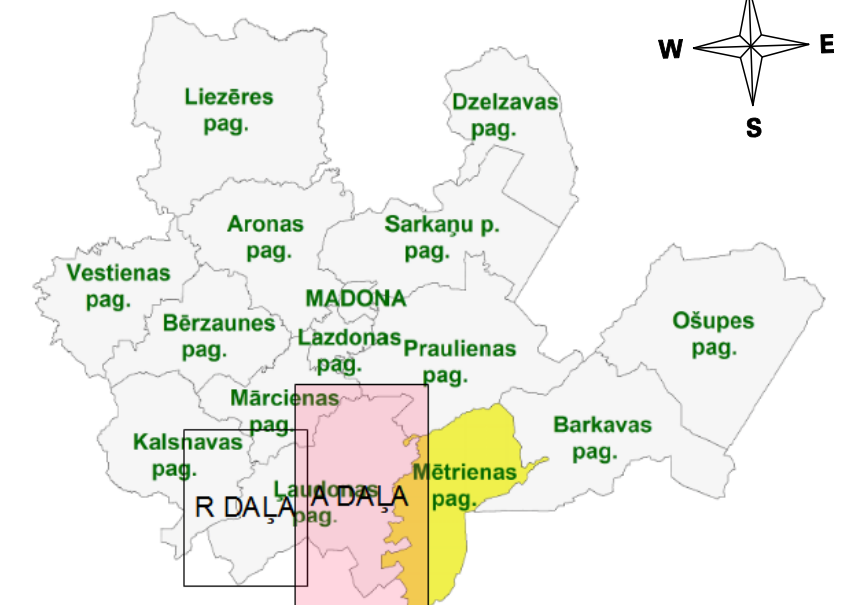 W E
S
Liezēres
pag.
Dzelzavas
pag.
Aronas
pag.
Sarkaņu p.
pag.
Vestienas
pag.
MADONA
Bērzaunes
pag.
Lazdonas
pag.
Praulienas
pag.
Ošupes
pag.
Mārcienas
pag.
Kalsnavas
pag.
Barkavas
pag.
Mētrienas
pag.
Ļaudonas
pag.
R DAĻA
A DAĻA